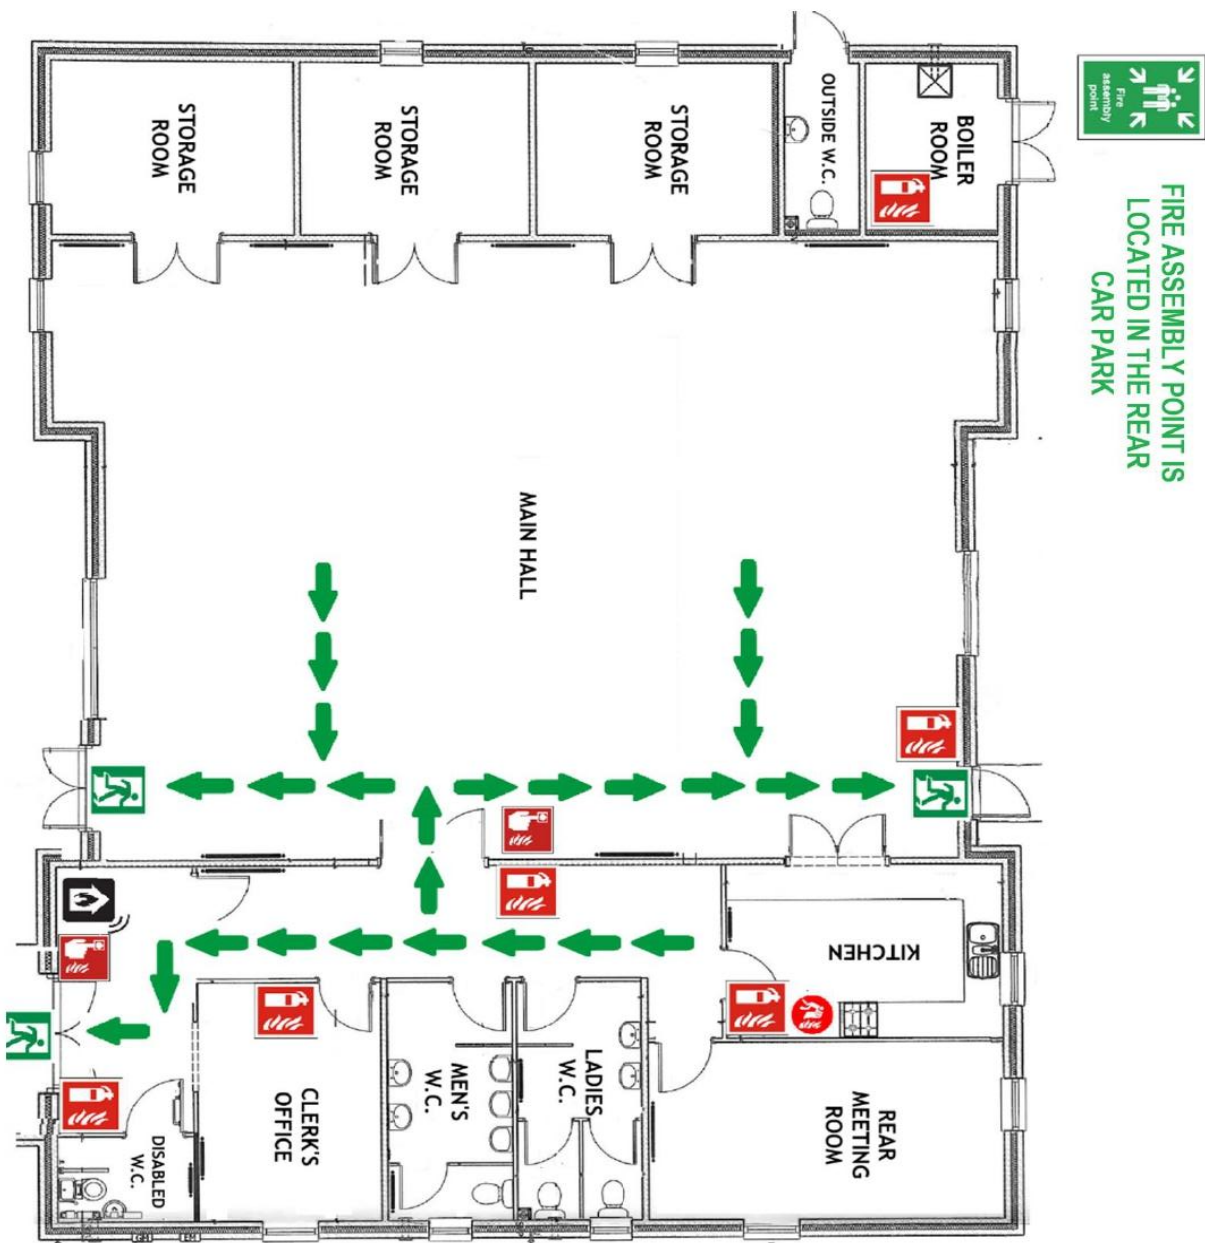 STORAGE
ROOM
STORAGE
ROOM
STORAGE
ROOM
OUTSIDE W.C.
BOILER
ROOM
Fire
assembly
point
FIRE ASSEMBLY POINT IS
LOCATED IN THE REAR
CAR PARK
MAIN HALL
KITCHEN
REAR
MEETING
ROOM
LADIES
W.C.
MEN'S
W.C.
CLERK'S
OFFICE
DISABLED
W.C.